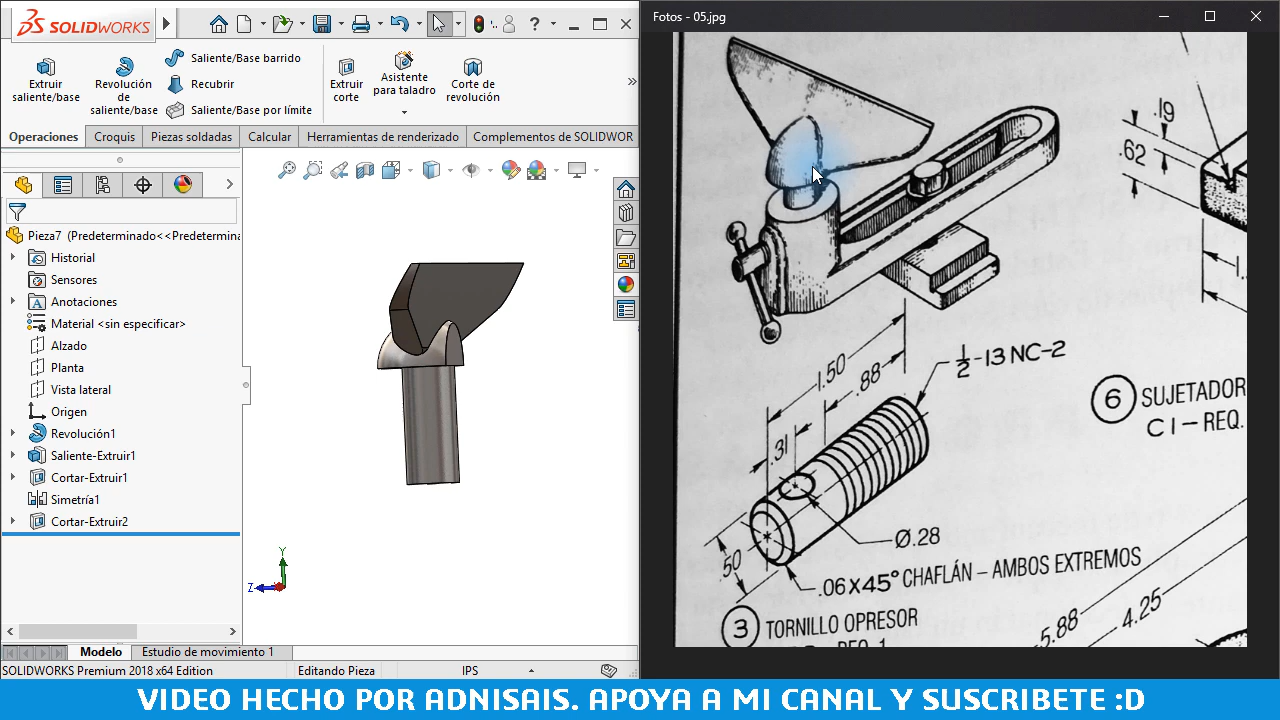 SOLIDWORKS
Extruir
saliente/base
Revolución
de
saliente/base
Saliente/Base barrido
Recubrir
Saliente/Base por límite
Extruir
corte
Asistente
para taladro
Corte de
revolución
Operaciones
Croquis
Piezas soldadas
Calcular
Herramientas de renderizado
Complementos de SOLIDWOR
Pieza7 (Predeterminado<<Predetermina
Historial
Sensores
Anotaciones
Material <sin especificar>
Alzado
Planta
Vista lateral
Origen
Revolución1
Saliente-Extruir1
Cortar-Extruir1
Simetría1
Cortar-Extruir2
Y
Z
Modelo
Estudio de movimiento 1
SOLIDWORKS Premium 2018 x64 Edition
Editando Pieza
IPS
Fotos - 05.jpg
.19
.62
1.50
.88
½-13 NC-2
.31
Ø.28
.50
.06X45° CHAFLÁN - AMBOS EXTREMOS
3 TORNILLO OPRESOR
REQ. 1
6 SUJETADOR
C I - REQ.
5.88
4.25
VIDEO HECHO POR ADNISAIS. APOYA A MI CANAL Y SUSCRIBETE :D